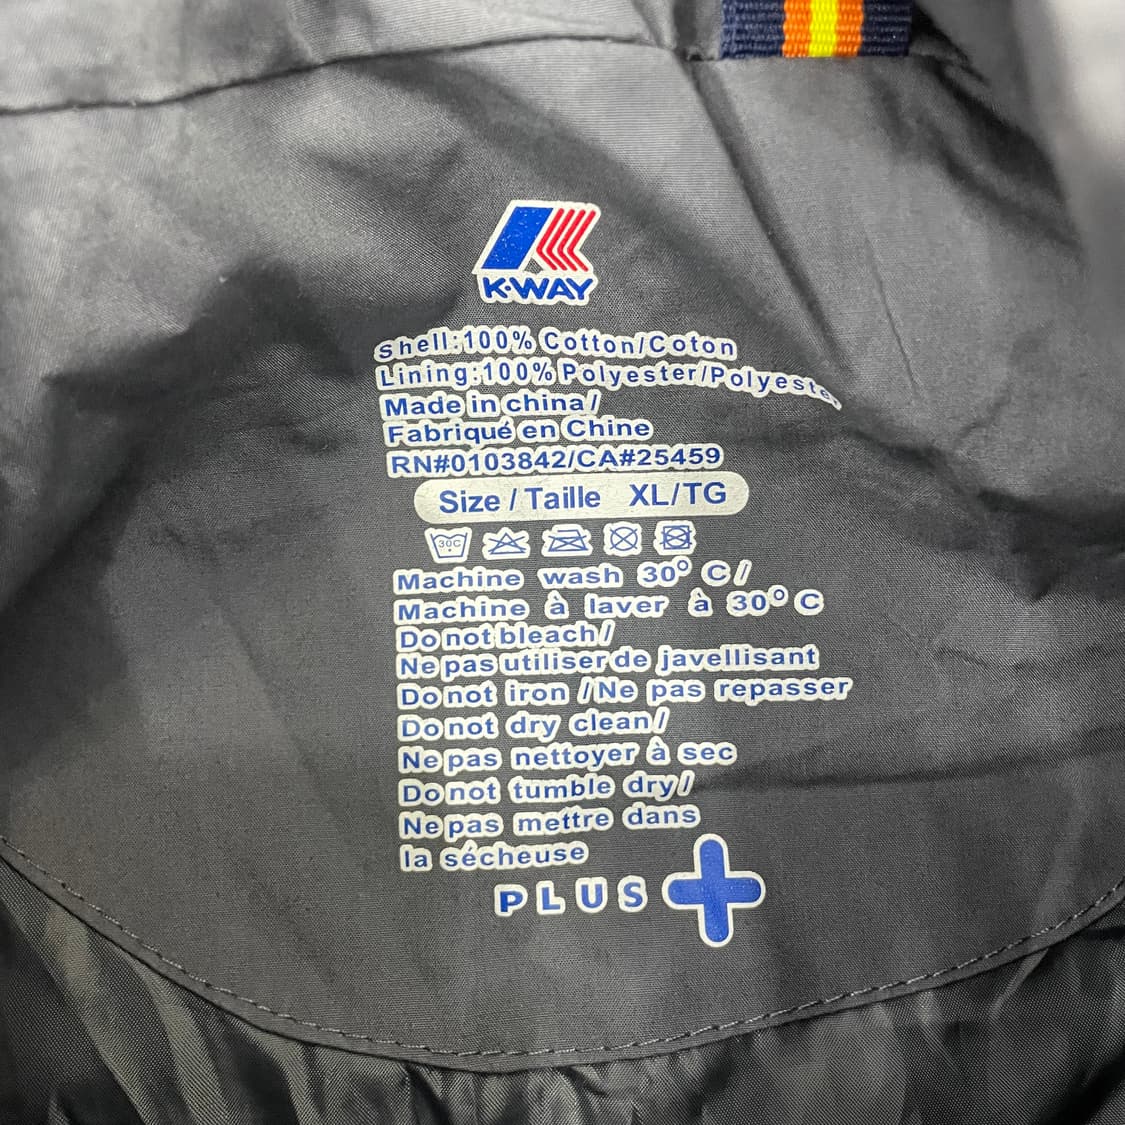 K·WAY
Shell:100% Cotton/Coton
Lining:100% Polyester/Polyester
Made in china/
Fabriqué en Chine
RN#0103842/CA#25459
Size / Taille XL/TG
30C
Machine wash 30º C/
Machine à laver à 30º C
Do not bleach/
Ne pas utiliser de javellisant
Do not iron /Ne pas repasser
Do not dry clean/
Ne pas nettoyer à sec
Do not tumble dry/
Ne pas mettre dans
la sécheuse
PLUS